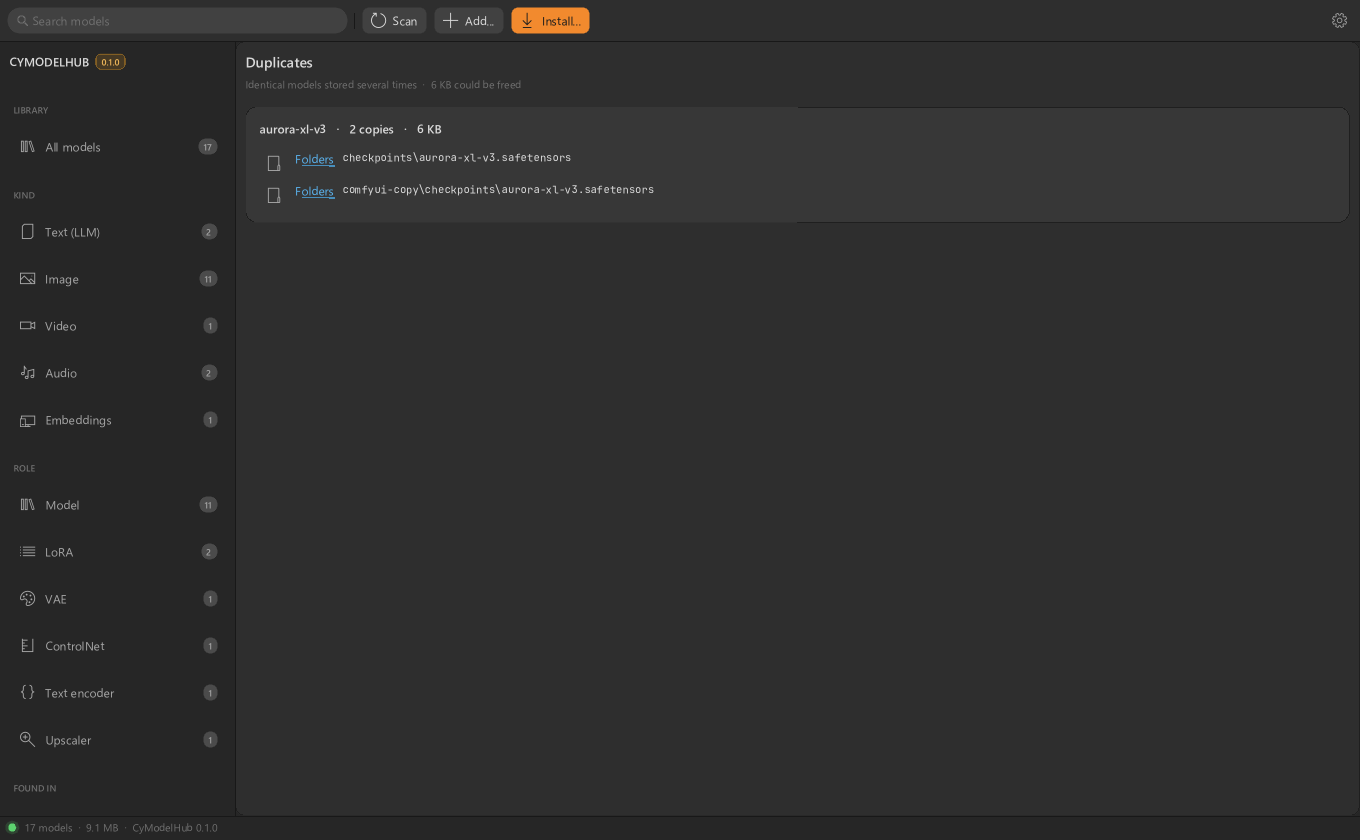 Search models
Scan
Add...
Install...
CYMODELHUB 0.1.0
LIBRARY
All models 17
KIND
Text (LLM) 2
Image 11
Video 1
Audio 2
Embeddings 1
ROLE
Model 11
LoRA 2
VAE 1
ControlNet 1
Text encoder 1
Upscaler 1
FOUND IN
Duplicates
Identical models stored several times · 6 KB could be freed
aurora-xl-v3 · 2 copies · 6 KB
Folders checkpoints\aurora-xl-v3.safetensors
Folders comfyui-copy\checkpoints\aurora-xl-v3.safetensors
17 models · 9.1 MB · CyModelHub 0.1.0